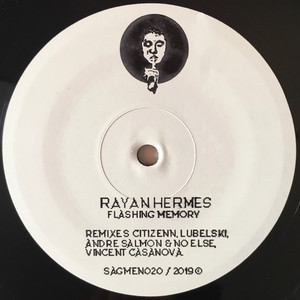 RAYAN HERMES
FLASHING MEMORY
REMIXES CITIZENN, LUBELSKI,
ANDRE SALMON & NO ELSE,
VINCENT CASANOVA
SAGMEN020 / 2019 ©